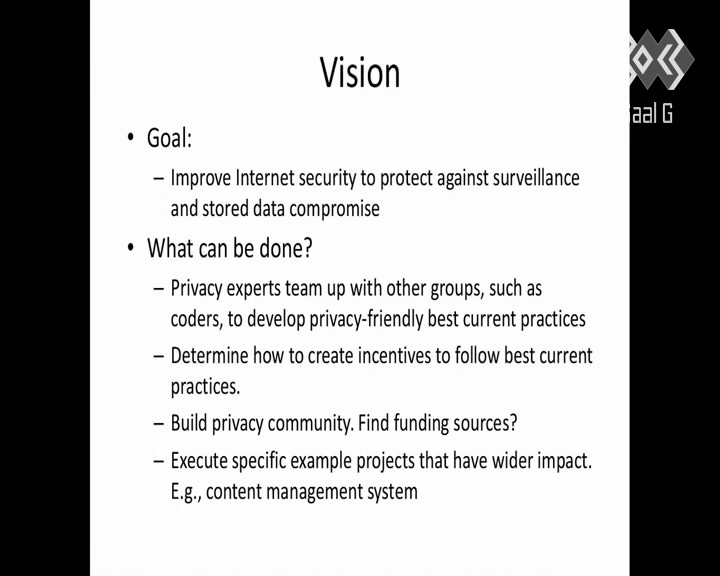 Vision
• Goal:
– Improve Internet security to protect against surveillance
and stored data compromise
• What can be done?
– Privacy experts team up with other groups, such as
coders, to develop privacy-friendly best current practices
– Determine how to create incentives to follow best current
practices.
– Build privacy community. Find funding sources?
– Execute specific example projects that have wider impact.
E.g., content management system
aal G